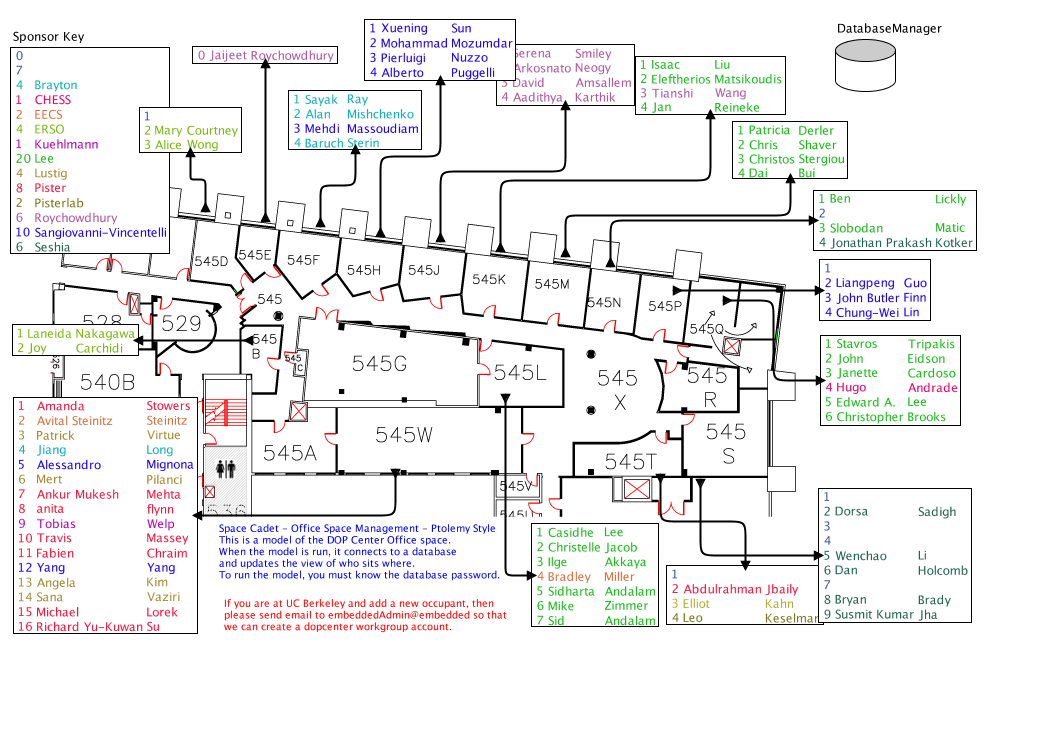 Sponsor Key
0
7
4 Brayton
1 CHESS
2 EECS
4 ERSO
1 Kuehlmann
20 Lee
4 Lustig
8 Pister
2 Pisterlab
6 Roychowdhury
10 Sangiovanni-Vincentelli
6 Seshia
1
2 Mary Courtney
3 Alice Wong
0 Jaijeet Roychowdhury
1 Sayak Ray
2 Alan Mishchenko
3 Mehdi Massoudiam
4 Baruch Sterin
1 Xuening Sun
2 Mohammad Mozumdar
3 Pierluigi Nuzzo
4 Alberto Puggelli
Serena Smiley
Arkosnato Neogy
3 David Amsallem
4 Aadithya Karthik
1 Isaac Liu
2 Eleftherios Matsikoudis
3 Tianshi Wang
4 Jan Reineke
DatabaseManager
1 Patricia Derler
2 Chris Shaver
3 Christos Stergiou
4 Dai Bui
1 Ben Lickly
2
3 Slobodan Matic
4 Jonathan Prakash Kotker
1
2 Liangpeng Guo
3 John Butler Finn
4 Chung-Wei Lin
1 Stavros Tripakis
2 John Eidson
3 Janette Cardoso
4 Hugo Andrade
5 Edward A. Lee
6 Christopher Brooks
545D
545E
545F
545H
545J
545K
545M
545N
545P
545Q
545
528
529
545
B
545
C
545G
545L
545
X
545
R
545
S
540B
545A
545W
545T
545V
1 Laneida Nakagawa
2 Joy Carchidi
1 Amanda Stowers
2 Avital Steinitz Steinitz
3 Patrick Virtue
4 Jiang Long
5 Alessandro Mignona
6 Mert Pilanci
7 Ankur Mukesh Mehta
8 anita flynn
9 Tobias Welp
10 Travis Massey
11 Fabien Chraim
12 Yang Yang
13 Angela Kim
14 Sana Vaziri
15 Michael Lorek
16 Richard Yu-Kuwan Su
Space Cadet - Office Space Management - Ptolemy Style
This is a model of the DOP Center Office space.
When the model is run, it connects to a database
and updates the view of who sits where.
To run the model, you must know the database password.
If you are at UC Berkeley and add a new occupant, then
please send email to embeddedAdmin@embedded so that
we can create a dopcenter workgroup account.
1 Casidhe Lee
2 Christelle Jacob
3 Ilge Akkaya
4 Bradley Miller
5 Sidharta Andalam
6 Mike Zimmer
7 Sid Andalam
1
2 Abdulrahman Jbaily
3 Elliot Kahn
4 Leo Keselman
1
2 Dorsa Sadigh
3
4
5 Wenchao Li
6 Dan Holcomb
7
8 Bryan Brady
9 Susmit Kumar Jha